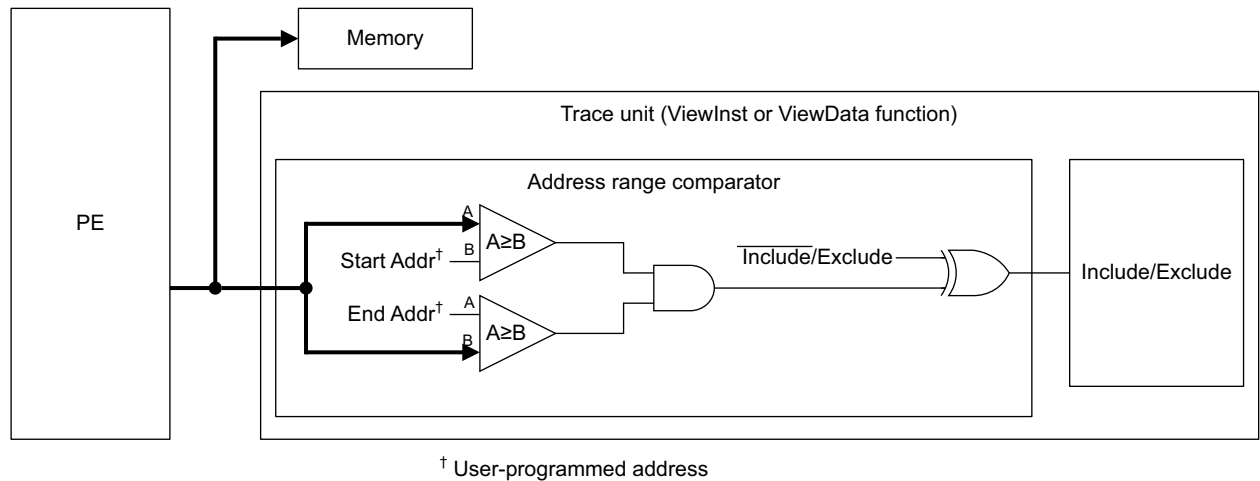 Memory
Trace unit (ViewInst or ViewData function)
Address range comparator
PE
A
A≥B
B
Start Addr†
Include/Exclude
Include/Exclude
End Addr†
A
A≥B
B
† User-programmed address